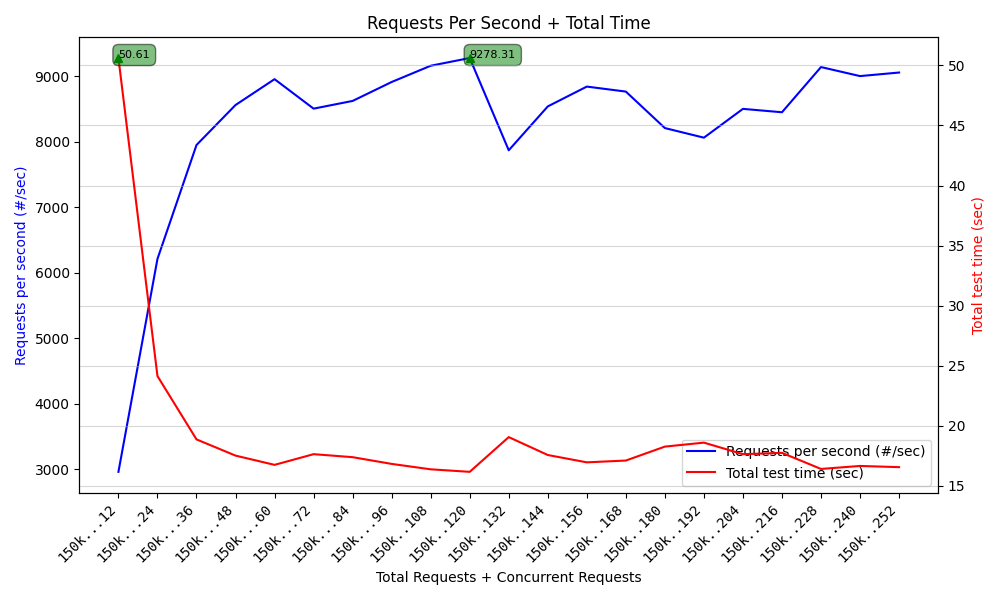 Requests Per Second + Total Time
50.61
9278.31
Requests per second (#/sec)
9000
8000
7000
6000
5000
4000
3000
50
45
40
35
30
25
20
15
Total test time (sec)
Requests per second (#/sec)
Total test time (sec)
150k...12
150k...24
150k...36
150k...48
150k...60
150k...72
150k...84
150k...96
150k..108
150k..120
150k..132
150k..144
150k..156
150k..168
150k..180
150k..192
150k..204
150k..216
150k..228
150k..240
150k..252
Total Requests + Concurrent Requests